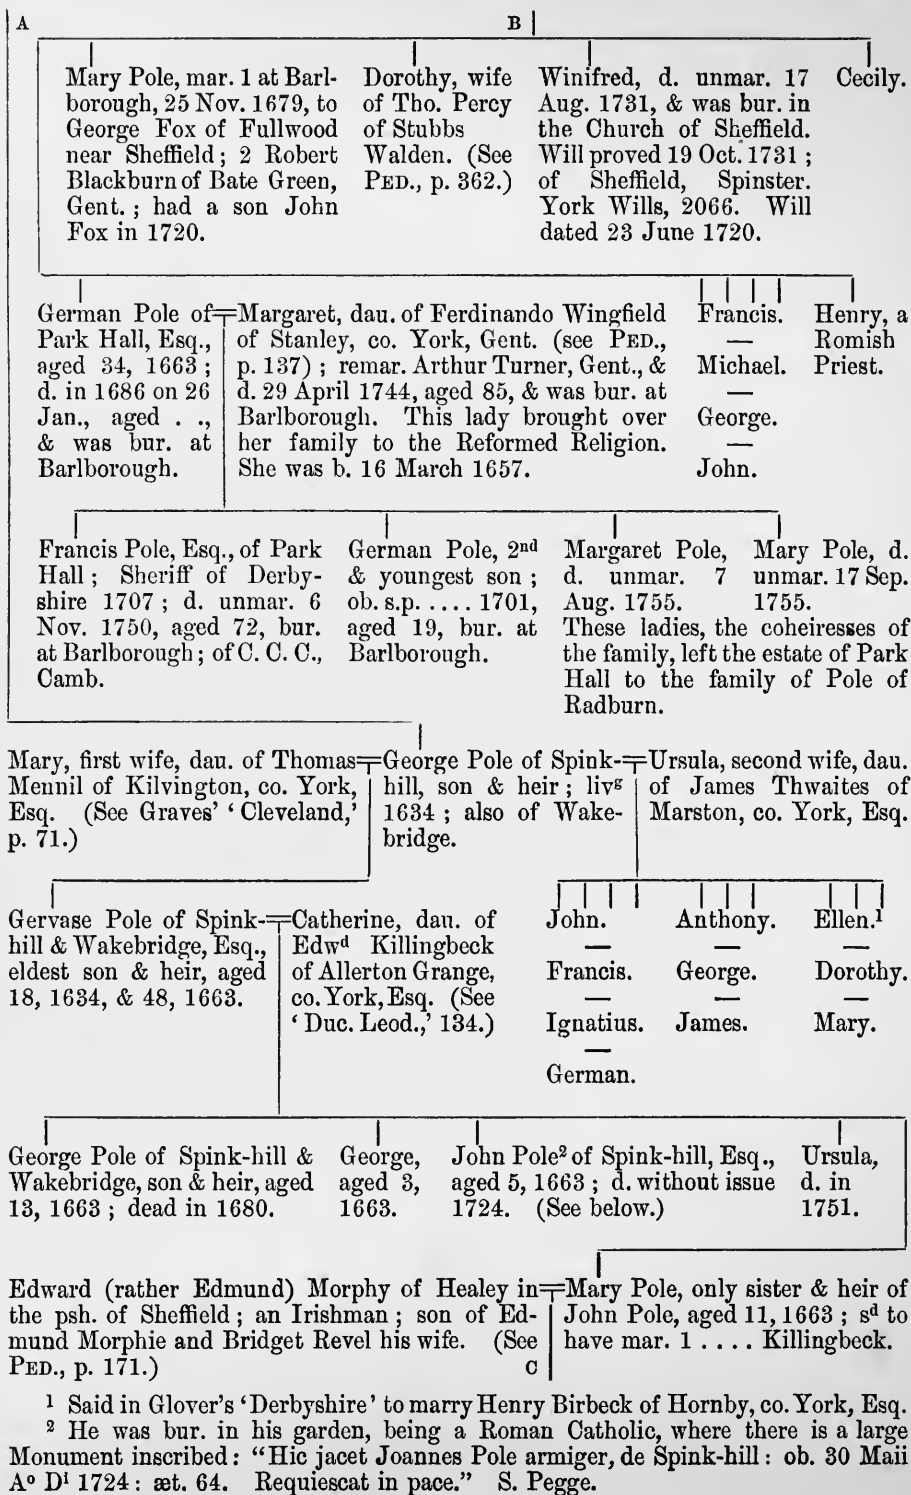 A
B
Mary Pole, mar. 1 at Barl-
borough, 25 Nov. 1679, to
George Fox of Fullwood
near Sheffield; 2 Robert
Blackburn of Bate Green,
Gent.; had a son John
Fox in 1720.
Dorothy, wife
of Tho. Percy
of Stubbs
Walden. (See
PED., p. 362.)
Winifred, d. unmar. 17
Aug. 1731, & was bur. in
the Church of Sheffield.
Will proved 19 Oct. 1731;
of Sheffield, Spinster.
York Wills, 2066. Will
dated 23 June 1720.
Cecily.
German Pole of
Park Hall, Esq.,
aged 34, 1663;
d. in 1686 on 26
Jan., aged . .,
& was bur. at
Barlborough.
Margaret, dau. of Ferdinando Wingfield
of Stanley, co. York, Gent. (see PED.,
p. 137); remar. Arthur Turner, Gent., &
d. 29 April 1744, aged 85, & was bur. at
Barlborough. This lady brought over
her family to the Reformed Religion.
She was b. 16 March 1657.
Francis.
—
Michael.
—
George.
—
John.
Henry, a
Romish
Priest.
Francis Pole, Esq., of Park
Hall; Sheriff of Derby-
shire 1707; d. unmar. 6
Nov. 1750, aged 72, bur.
at Barlborough; of C. C. C.,
Camb.
German Pole, 2nd
& youngest son;
ob. s.p. .... 1701,
aged 19, bur. at
Barlborough.
Margaret Pole,
d. unmar. 7
Aug. 1755.
Mary Pole, d.
unmar. 17 Sep.
1755.
These ladies, the coheiresses of
the family, left the estate of Park
Hall to the family of Pole of
Radburn.
Mary, first wife, dau. of Thomas
Mennil of Kilvington, co. York,
Esq. (See Graves' 'Cleveland,'
p. 71.)
George Pole of Spink-
hill, son & heir; livg
1634; also of Wake-
bridge.
Ursula, second wife, dau.
of James Thwaites of
Marston, co. York, Esq.
Gervase Pole of Spink-
hill & Wakebridge, Esq.,
eldest son & heir, aged
18, 1634, & 48, 1663.
Catherine, dau. of
Edwd Killingbeck
of Allerton Grange,
co. York, Esq. (See
'Duc. Leod.,' 134.)
John.
—
Francis.
—
Ignatius.
—
German.
Anthony.
—
George.
—
James.
Ellen.1
—
Dorothy.
—
Mary.
George Pole of Spink-hill &
Wakebridge, son & heir, aged
13, 1663; dead in 1680.
George,
aged 3,
1663.
John Pole2 of Spink-hill, Esq.,
aged 5, 1663; d. without issue
1724. (See below.)
Ursula,
d. in
1751.
Edward (rather Edmund) Morphy of Healey in
the psh. of Sheffield; an Irishman; son of Ed-
mund Morphie and Bridget Revel his wife. (See
PED., p. 171.)
C
Mary Pole, only sister & heir of
John Pole, aged 11, 1663; sd to
have mar. 1 .... Killingbeck.
1 Said in Glover's 'Derbyshire' to marry Henry Birbeck of Hornby, co. York, Esq.
2 He was bur. in his garden, being a Roman Catholic, where there is a large
Monument inscribed: "Hic jacet Joannes Pole armiger, de Spink-hill: ob. 30 Maii
Ao Di 1724: æt. 64. Requiescat in pace." S. Pegge.